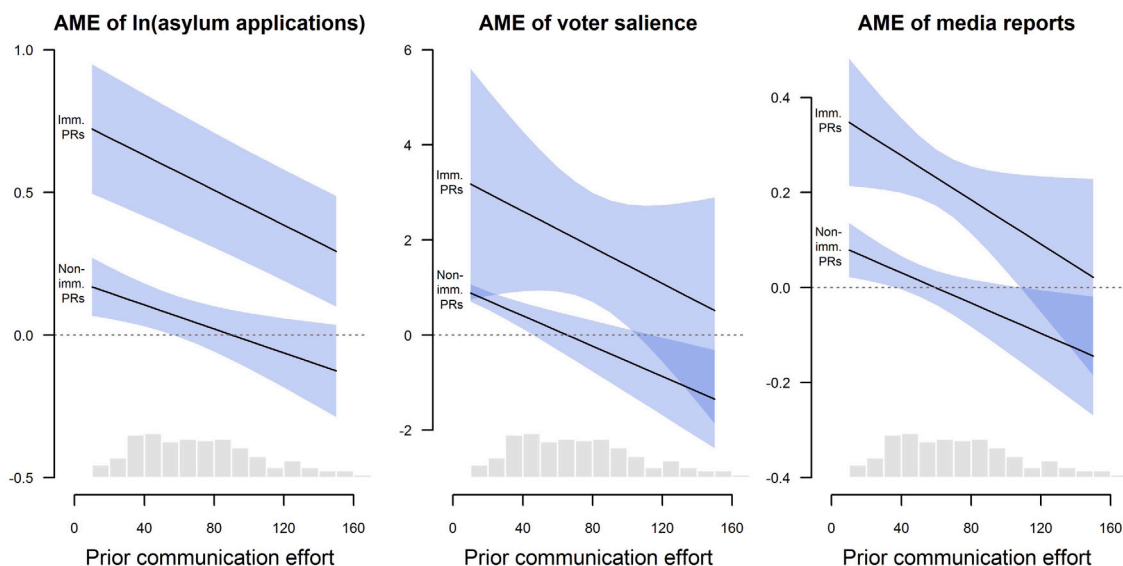 AME of ln(asylum applications)
1.0
0.5
0.0
-0.5
Imm.
PRs
Non-
imm.
PRs
0 40 80 120 160
Prior communication effort
AME of voter salience
6
4
2
0
-2
Imm.
PRs
Non-
imm.
PRs
0 40 80 120 160
Prior communication effort
AME of media reports
0.4
0.2
0.0
-0.2
-0.4
Imm.
PRs
Non-
imm.
PRs
0 40 80 120 160
Prior communication effort